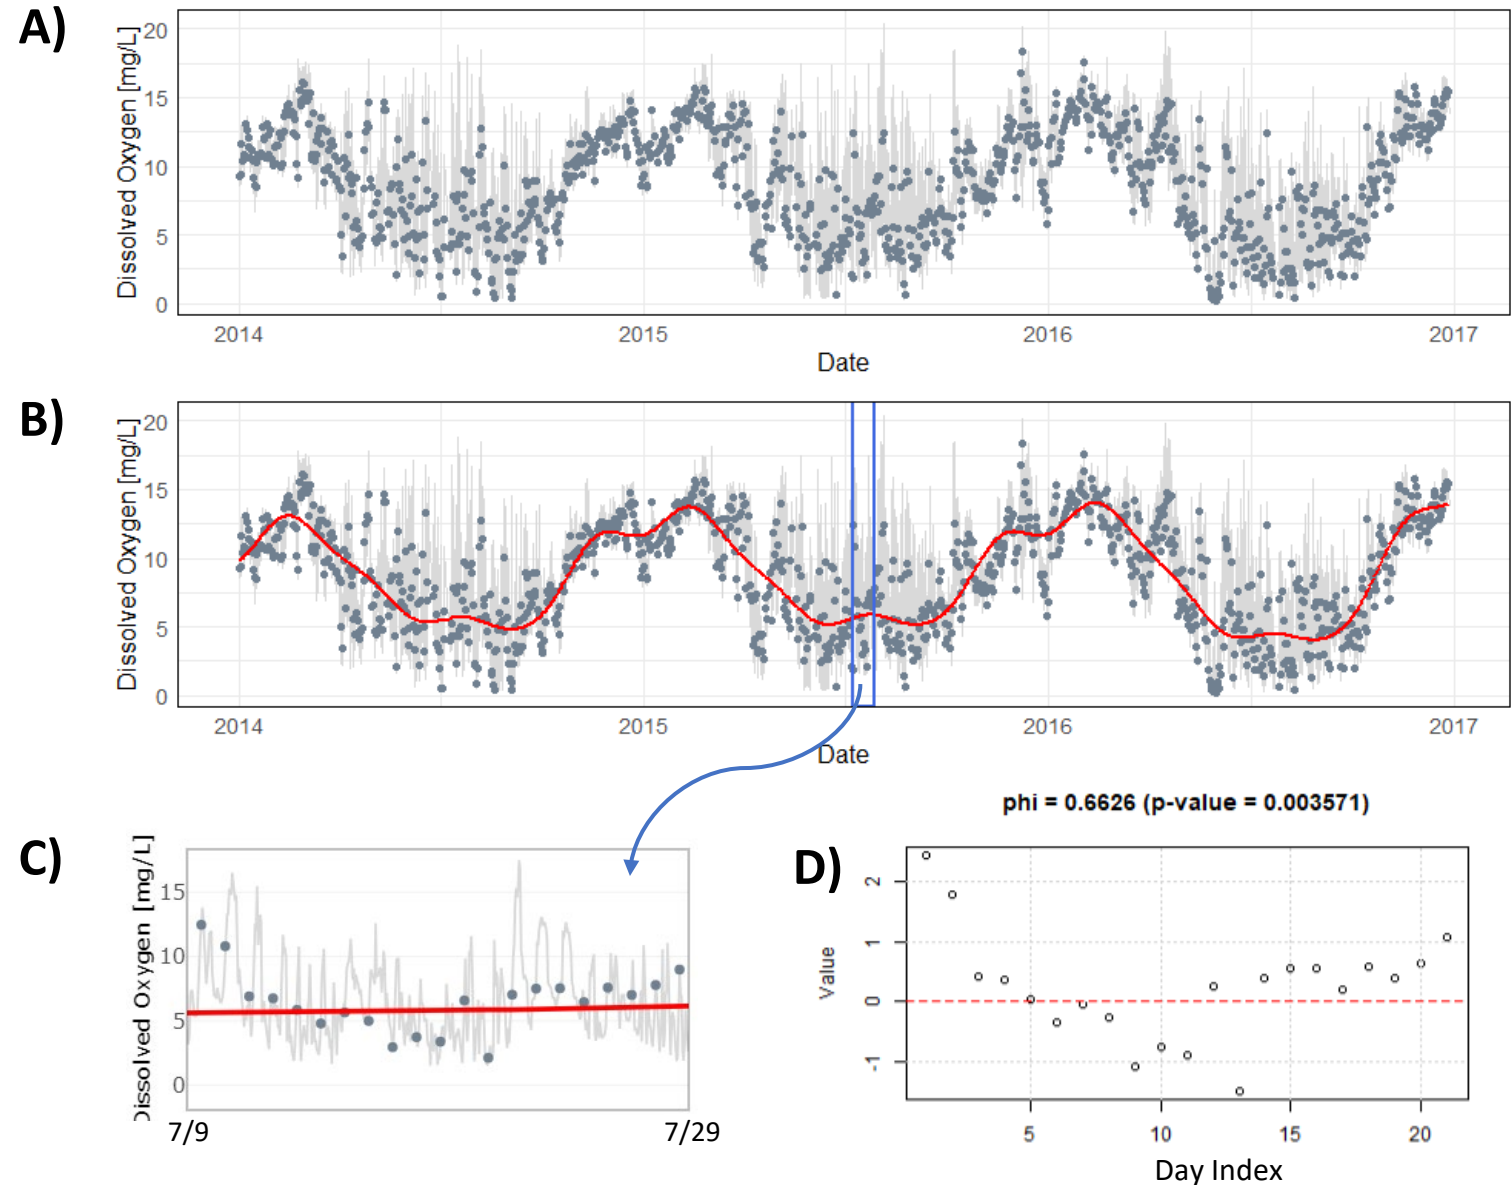 A)
Dissolved Oxygen [mg/L]
20
15
10
5
0
2014 2015 2016 2017
Date
B)
Dissolved Oxygen [mg/L]
20
15
10
5
0
2014 2015 2016 2017
Date
phi = 0.6626 (p-value = 0.003571)
C)
Dissolved Oxygen [mg/L]
15
10
5
0
7/9 7/29
D)
Value
2
1
0
-1
5 10 15 20
Day Index